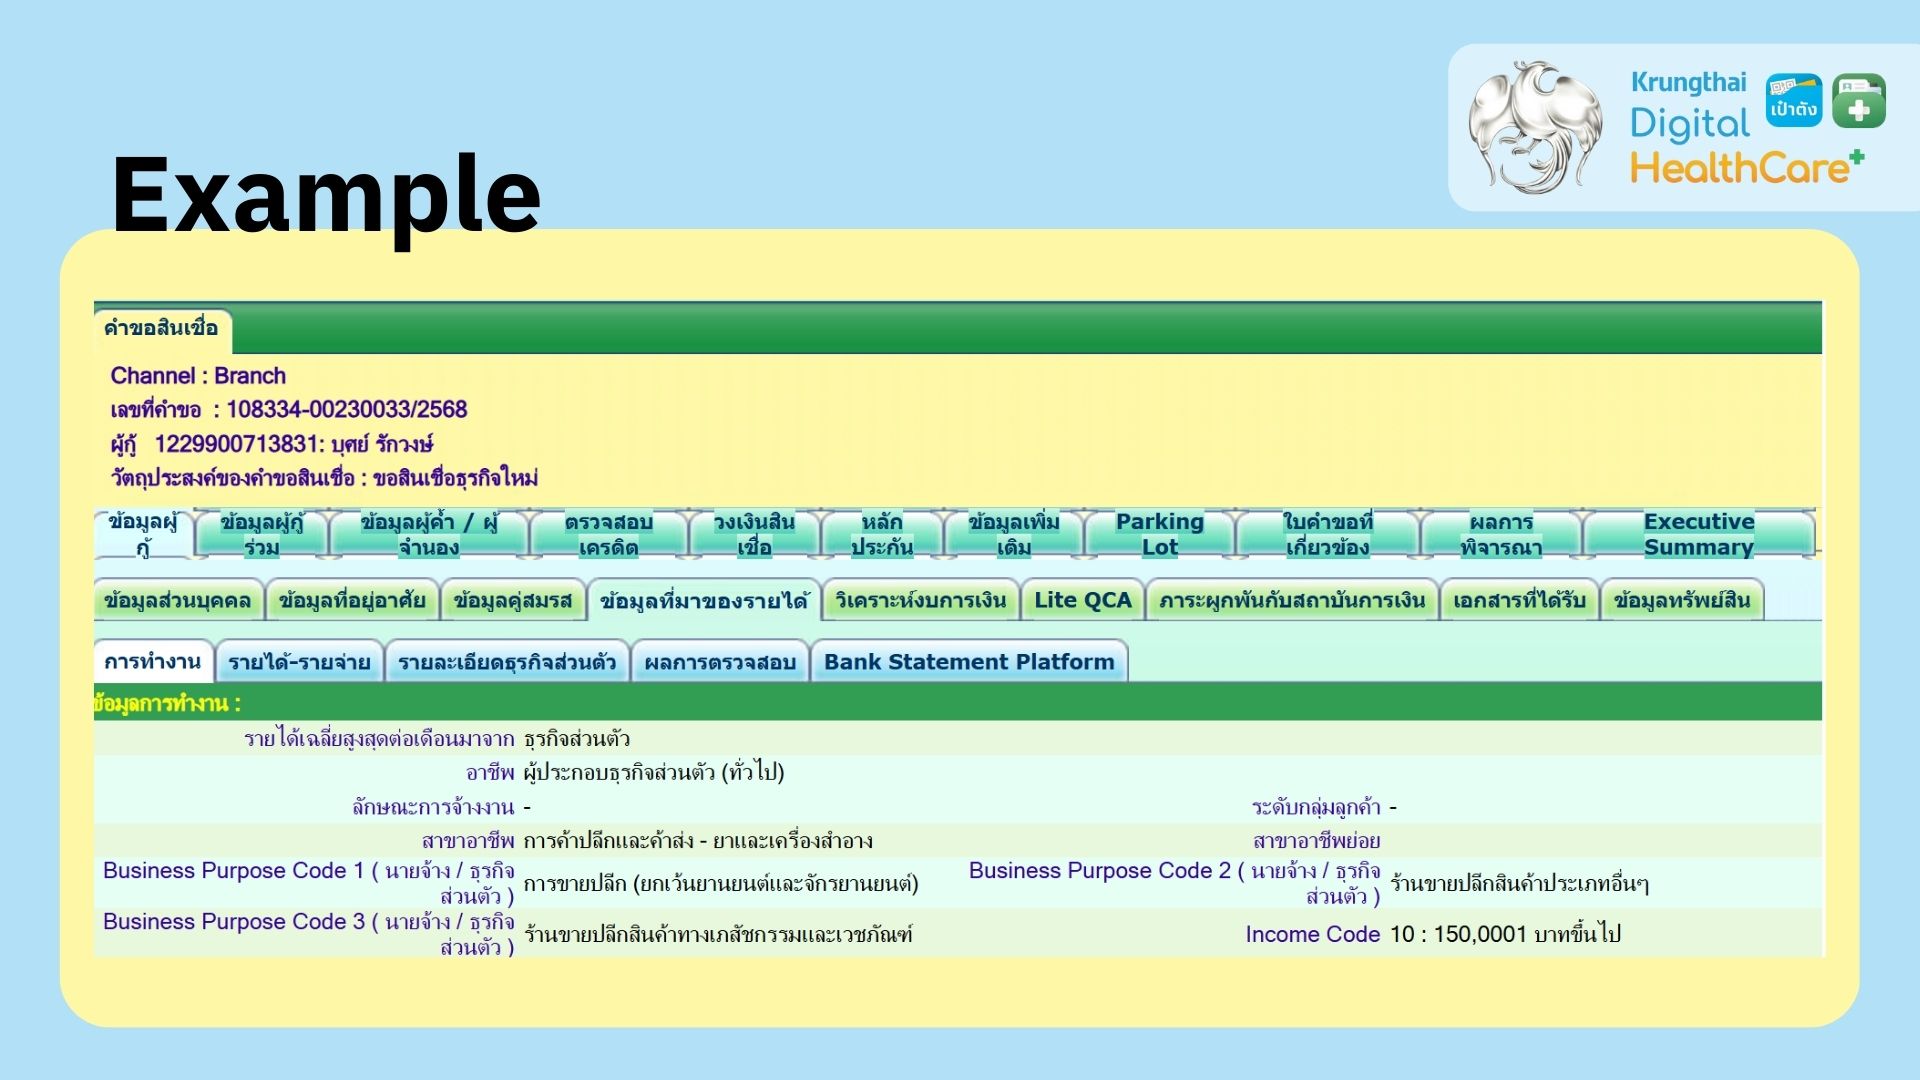 Krungthai
Digital
HealthCare+
เป๋าตัง
Example
คำขอสินเชื่อ
Channel : Branch
เลขที่คำขอ : 108334-00230033/2568
ผู้กู้ 1229900713831: บุศย์ รักวงษ์
วัตถุประสงค์ของคำขอสินเชื่อ : ขอสินเชื่อธุรกิจใหม่
ข้อมูลผู้กู้ ข้อมูลผู้กู้ร่วม ข้อมูลผู้ค้ำ / ผู้จำนอง ตรวจสอบเครดิต วงเงินสินเชื่อ หลักประกัน ข้อมูลเพิ่มเติม Parking Lot ใบคำขอที่เกี่ยวข้อง ผลการพิจารณา Executive Summary
ข้อมูลส่วนบุคคล ข้อมูลที่อยู่อาศัย ข้อมูลคู่สมรส ข้อมูลที่มาของรายได้ วิเคราะห์งบการเงิน Lite QCA ภาระผูกพันกับสถาบันการเงิน เอกสารที่ได้รับ ข้อมูลทรัพย์สิน
การทำงาน รายได้-รายจ่าย รายละเอียดธุรกิจส่วนตัว ผลการตรวจสอบ Bank Statement Platform
ข้อมูลการทำงาน :
รายได้เฉลี่ยสูงสุดต่อเดือนมาจาก ธุรกิจส่วนตัว
อาชีพ ผู้ประกอบธุรกิจส่วนตัว (ทั่วไป)
ลักษณะการจ้างงาน - ระดับกลุ่มลูกค้า -
สาขาอาชีพ การค้าปลีกและค้าส่ง - ยาและเครื่องสำอาง สาขาอาชีพย่อย
Business Purpose Code 1 ( นายจ้าง / ธุรกิจส่วนตัว ) การขายปลีก (ยกเว้นยานยนต์และจักรยานยนต์) Business Purpose Code 2 ( นายจ้าง / ธุรกิจส่วนตัว ) ร้านขายปลีกสินค้าประเภทอื่นๆ
Business Purpose Code 3 ( นายจ้าง / ธุรกิจส่วนตัว ) ร้านขายปลีกสินค้าทางเภสัชกรรมและเวชภัณฑ์ Income Code 10 : 150,0001 บาทขึ้นไป